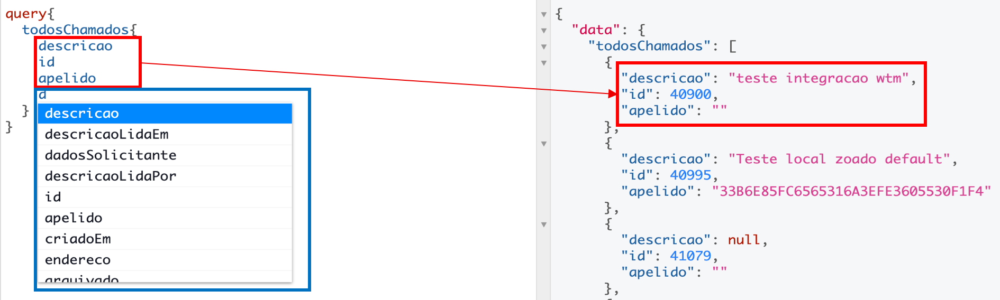 query{
todosChamados{
descricao
id
apelido
d
descricao
descricaoLidaEm
dadosSolicitante
descricaoLidaPor
id
apelido
criadoEm
endereco
arquivado
}
}
{
"data": {
"todosChamados": [
{
"descricao": "teste integracao wtm",
"id": 40900,
"apelido": ""
},
{
"descricao": "Teste local zoado default",
"id": 40995,
"apelido": "33B6E85FC6565316A3EFE3605530F1F4"
},
{
"descricao": null,
"id": 41079,
"apelido": ""
},